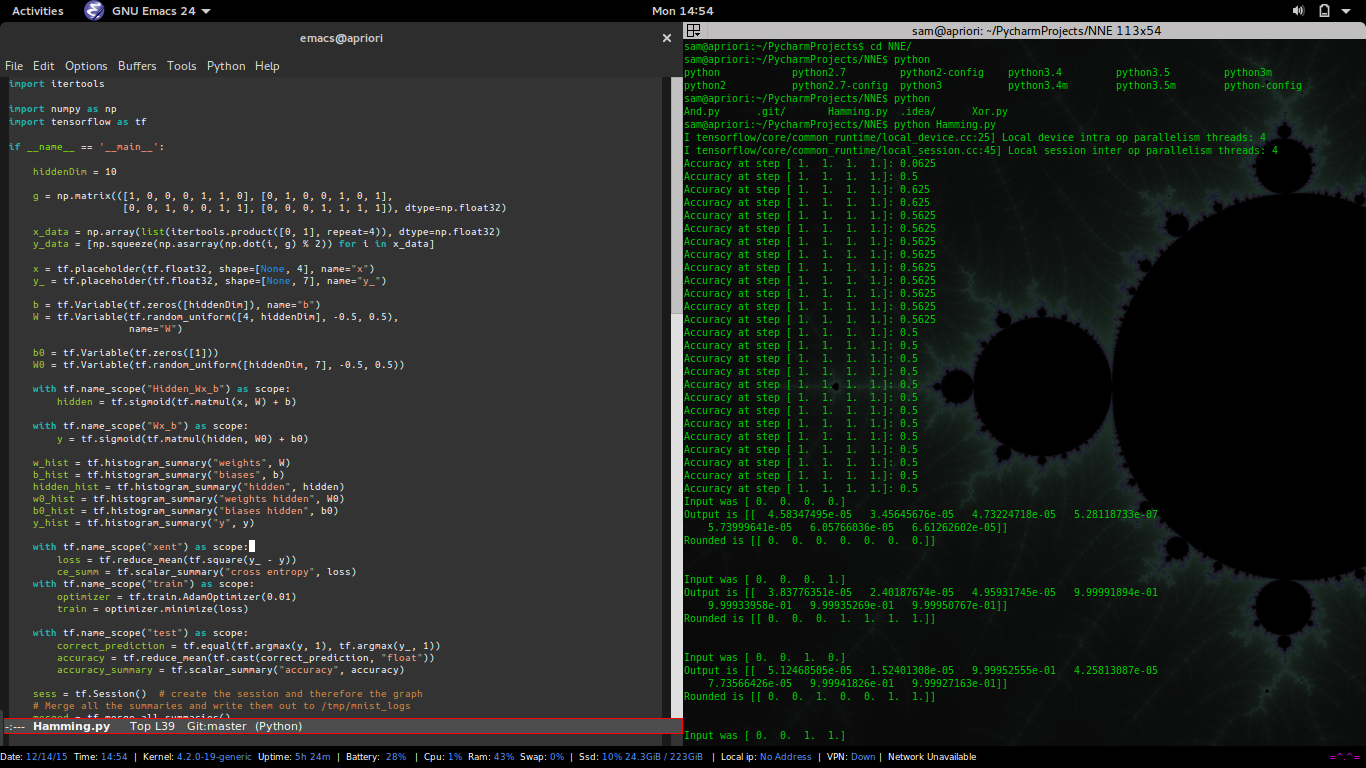 Activities GNU Emacs 24 Mon 14:54
emacs@apriori
File Edit Options Buffers Tools Python Help
import itertools
import numpy as np
import tensorflow as tf
if __name__ == '__main__':
hiddenDim = 10
g = np.matrix(([1, 0, 0, 0, 1, 1, 0], [0, 1, 0, 0, 1, 0, 1],
[0, 0, 1, 0, 0, 1, 1], [0, 0, 0, 1, 1, 1, 1]), dtype=np.float32)
x_data = np.array(list(itertools.product([0, 1], repeat=4)), dtype=np.float32)
y_data = [np.squeeze(np.asarray(np.dot(i, g) % 2)) for i in x_data]
x = tf.placeholder(tf.float32, shape=[None, 4], name="x")
y_ = tf.placeholder(tf.float32, shape=[None, 7], name="y_")
b = tf.Variable(tf.zeros([hiddenDim]), name="b")
W = tf.Variable(tf.random_uniform([4, hiddenDim], -0.5, 0.5),
name="W")
b0 = tf.Variable(tf.zeros([1]))
W0 = tf.Variable(tf.random_uniform([hiddenDim, 7], -0.5, 0.5))
with tf.name_scope("Hidden_Wx_b") as scope:
hidden = tf.sigmoid(tf.matmul(x, W) + b)
with tf.name_scope("Wx_b") as scope:
y = tf.sigmoid(tf.matmul(hidden, W0) + b0)
w_hist = tf.histogram_summary("weights", W)
b_hist = tf.histogram_summary("biases", b)
hidden_hist = tf.histogram_summary("hidden", hidden)
w0_hist = tf.histogram_summary("weights hidden", W0)
b0_hist = tf.histogram_summary("biases hidden", b0)
y_hist = tf.histogram_summary("y", y)
with tf.name_scope("xent") as scope:
loss = tf.reduce_mean(tf.square(y_ - y))
ce_summ = tf.scalar_summary("cross entropy", loss)
with tf.name_scope("train") as scope:
optimizer = tf.train.AdamOptimizer(0.01)
train = optimizer.minimize(loss)
with tf.name_scope("test") as scope:
correct_prediction = tf.equal(tf.argmax(y, 1), tf.argmax(y_, 1))
accuracy = tf.reduce_mean(tf.cast(correct_prediction, "float"))
accuracy_summary = tf.scalar_summary("accuracy", accuracy)
sess = tf.Session() # create the session and therefore the graph
# Merge all the summaries and write them out to /tmp/mnist_logs
merged = tf.merge_all_summaries()
-:--- Hamming.py Top L39 Git:master (Python)
sam@apriori: ~/PycharmProjects/NNE 113x54
sam@apriori:~/PycharmProjects$ cd NNE/
sam@apriori:~/PycharmProjects/NNE$ python
python python2.7 python2-config python3.4 python3.5 python3m
python2 python2.7-config python3 python3.4m python3.5m python-config
sam@apriori:~/PycharmProjects/NNE$ python
And.py .git/ Hamming.py .idea/ Xor.py
sam@apriori:~/PycharmProjects/NNE$ python Hamming.py
I tensorflow/core/common_runtime/local_device.cc:25] Local device intra op parallelism threads: 4
I tensorflow/core/common_runtime/local_session.cc:45] Local session inter op parallelism threads: 4
Accuracy at step [ 1. 1. 1. 1.]: 0.0625
Accuracy at step [ 1. 1. 1. 1.]: 0.5
Accuracy at step [ 1. 1. 1. 1.]: 0.625
Accuracy at step [ 1. 1. 1. 1.]: 0.625
Accuracy at step [ 1. 1. 1. 1.]: 0.5625
Accuracy at step [ 1. 1. 1. 1.]: 0.5625
Accuracy at step [ 1. 1. 1. 1.]: 0.5625
Accuracy at step [ 1. 1. 1. 1.]: 0.5625
Accuracy at step [ 1. 1. 1. 1.]: 0.5625
Accuracy at step [ 1. 1. 1. 1.]: 0.5625
Accuracy at step [ 1. 1. 1. 1.]: 0.5625
Accuracy at step [ 1. 1. 1. 1.]: 0.5625
Accuracy at step [ 1. 1. 1. 1.]: 0.5625
Accuracy at step [ 1. 1. 1. 1.]: 0.5
Accuracy at step [ 1. 1. 1. 1.]: 0.5
Accuracy at step [ 1. 1. 1. 1.]: 0.5
Accuracy at step [ 1. 1. 1. 1.]: 0.5
Accuracy at step [ 1. 1. 1. 1.]: 0.5
Accuracy at step [ 1. 1. 1. 1.]: 0.5
Accuracy at step [ 1. 1. 1. 1.]: 0.5
Accuracy at step [ 1. 1. 1. 1.]: 0.5
Accuracy at step [ 1. 1. 1. 1.]: 0.5
Accuracy at step [ 1. 1. 1. 1.]: 0.5
Accuracy at step [ 1. 1. 1. 1.]: 0.5
Accuracy at step [ 1. 1. 1. 1.]: 0.5
Accuracy at step [ 1. 1. 1. 1.]: 0.5
Input was [ 0. 0. 0. 0.]
Output is [[ 4.58347495e-05 3.45645676e-05 4.73224718e-05 5.28118733e-07
5.73999641e-05 6.05766036e-05 6.61262602e-05]]
Rounded is [[ 0. 0. 0. 0. 0. 0. 0.]]
Input was [ 0. 0. 0. 1.]
Output is [[ 3.83776351e-05 2.40187674e-05 4.95931745e-05 9.99991894e-01
9.99933958e-01 9.99935269e-01 9.99950767e-01]]
Rounded is [[ 0. 0. 0. 1. 1. 1. 1.]]
Input was [ 0. 0. 1. 0.]
Output is [[ 5.12468505e-05 1.52401308e-05 9.99952555e-01 4.25813087e-05
7.73566426e-05 9.99941826e-01 9.99927163e-01]]
Rounded is [[ 0. 0. 1. 0. 0. 1. 1.]]
Input was [ 0. 0. 1. 1.]
Date: 12/14/15 Time: 14:54 | Kernel: 4.2.0-19-generic Uptime: 5h 24m | Battery: 28% | Cpu: 1% Ram: 43% Swap: 0% | Ssd: 10% 24.3GiB / 223GiB | Local ip: No Address | VPN: Down | Network Unavailable =^.^=